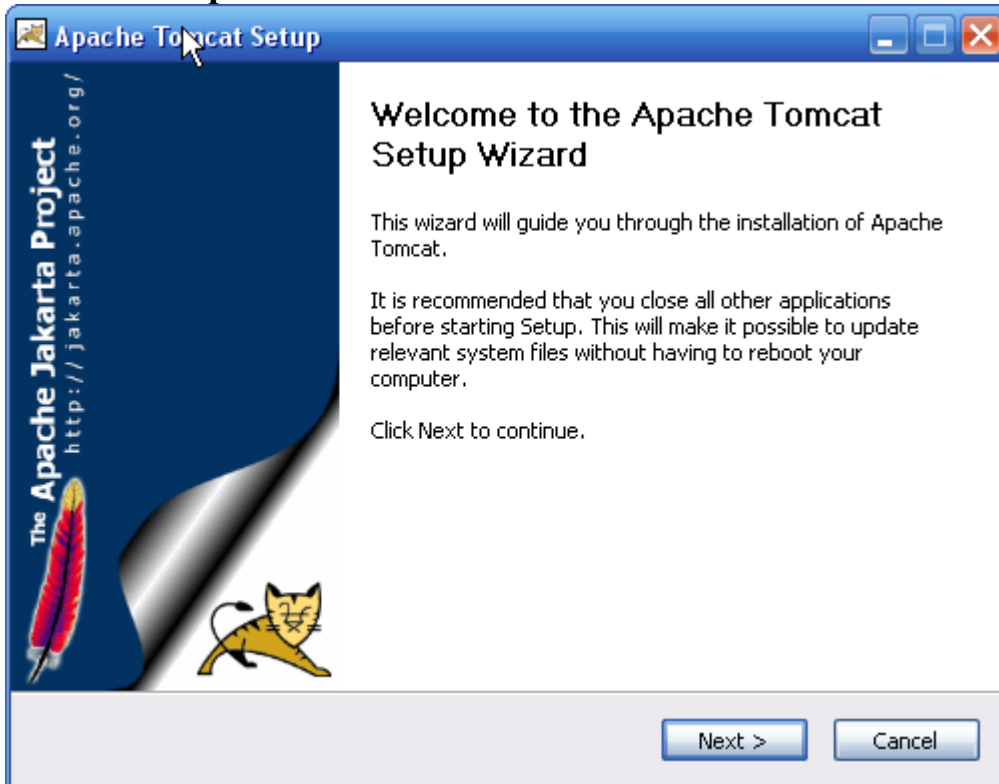 Apache Tomcat Setup
The Apache Jakarta Project
http://jakarta.apache.org/
Welcome to the Apache Tomcat
Setup Wizard
This wizard will guide you through the installation of Apache
Tomcat.
It is recommended that you close all other applications
before starting Setup. This will make it possible to update
relevant system files without having to reboot your
computer.
Click Next to continue.
Next >
Cancel